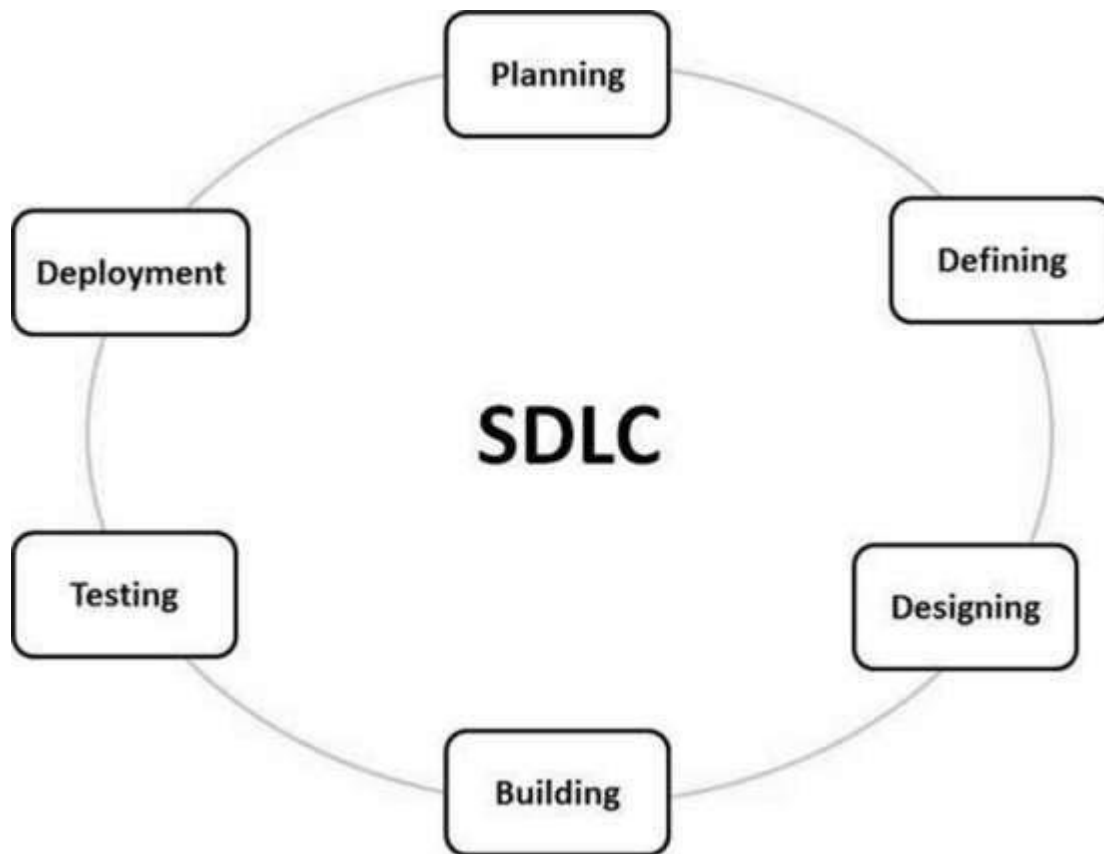 Planning
Defining
Designing
Building
Testing
Deployment
SDLC